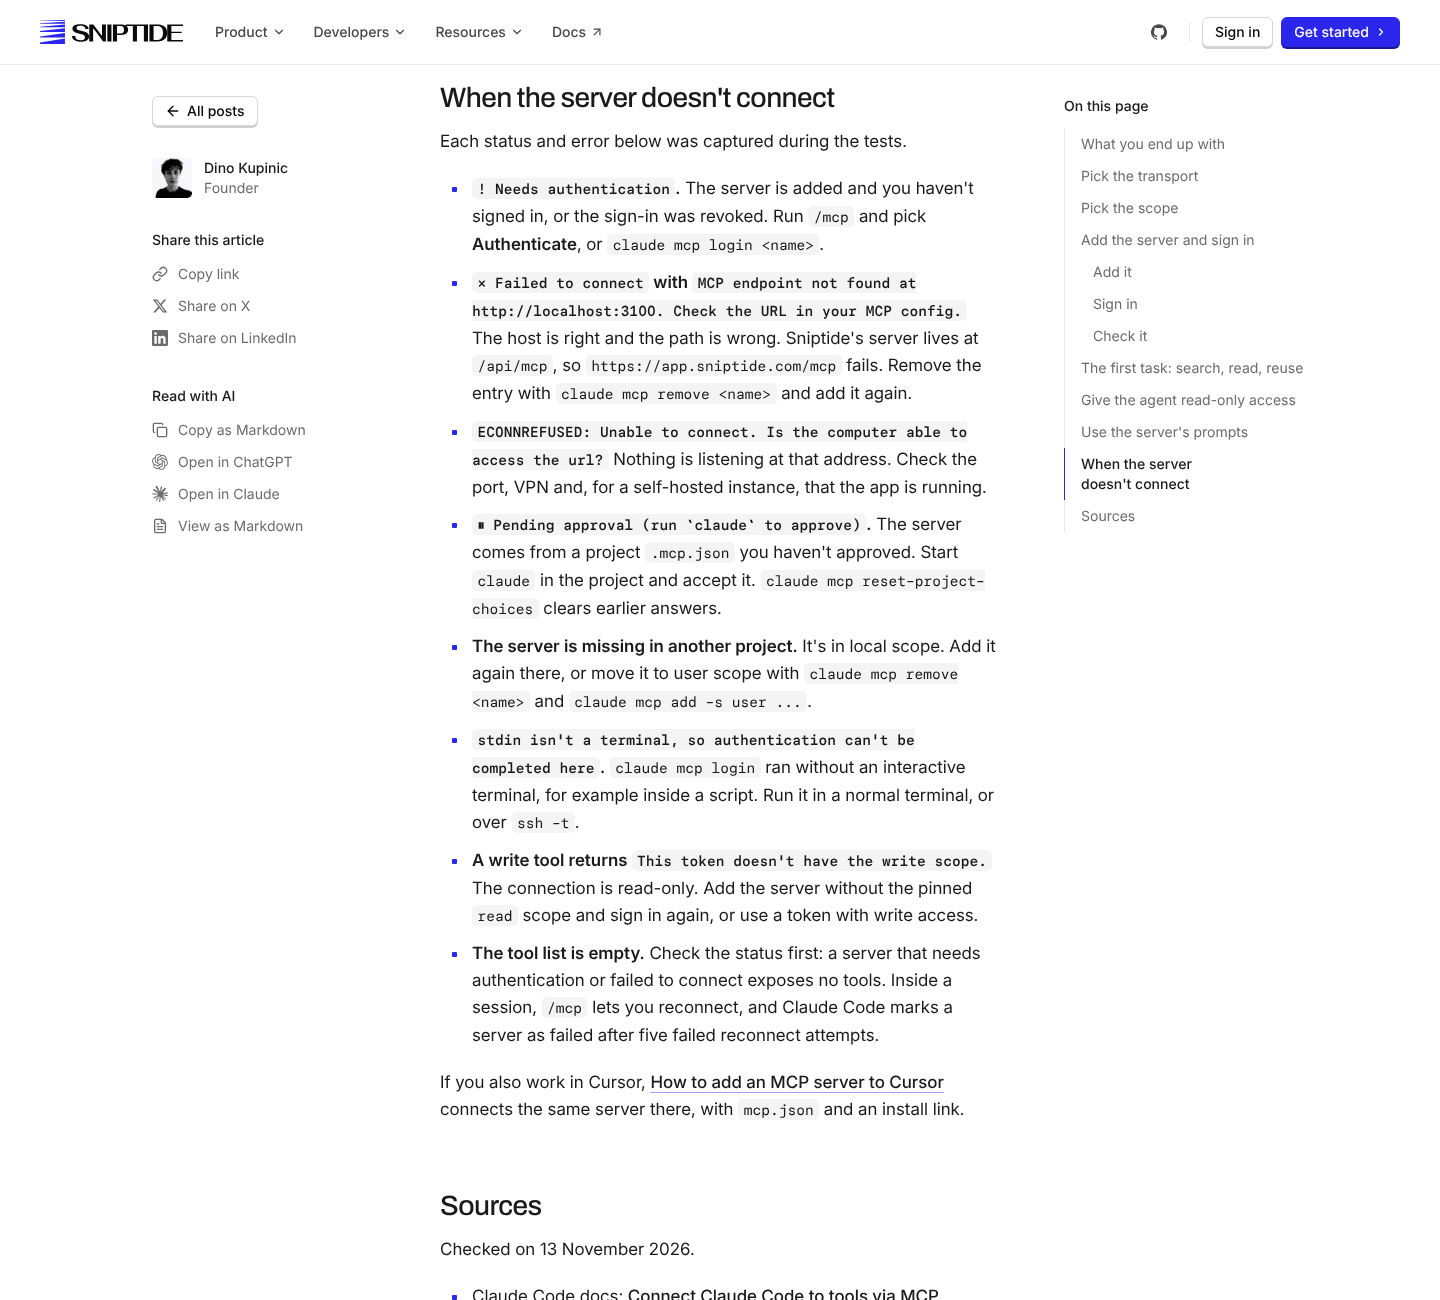 SNIPTIDE
Product
Developers
Resources
Docs
Sign in
Get started
All posts
Dino Kupinic
Founder
Share this article
Copy link
Share on X
Share on LinkedIn
Read with AI
Copy as Markdown
Open in ChatGPT
Open in Claude
View as Markdown
When the server doesn't connect
Each status and error below was captured during the tests.
! Needs authentication. The server is added and you haven't
signed in, or the sign-in was revoked. Run /mcp and pick
Authenticate, or claude mcp login <name>.
× Failed to connect with MCP endpoint not found at
http://localhost:3100. Check the URL in your MCP config.
The host is right and the path is wrong. Sniptide's server lives at
/api/mcp, so https://app.sniptide.com/mcp fails. Remove the
entry with claude mcp remove <name> and add it again.
ECONNREFUSED: Unable to connect. Is the computer able to
access the url? Nothing is listening at that address. Check the
port, VPN and, for a self-hosted instance, that the app is running.
⏸ Pending approval (run `claude` to approve). The server
comes from a project .mcp.json you haven't approved. Start
claude in the project and accept it. claude mcp reset-project-
choices clears earlier answers.
The server is missing in another project. It's in local scope. Add it
again there, or move it to user scope with claude mcp remove
<name> and claude mcp add -s user ....
stdin isn't a terminal, so authentication can't be
completed here. claude mcp login ran without an interactive
terminal, for example inside a script. Run it in a normal terminal, or
over ssh -t.
A write tool returns This token doesn't have the write scope.
The connection is read-only. Add the server without the pinned
read scope and sign in again, or use a token with write access.
The tool list is empty. Check the status first: a server that needs
authentication or failed to connect exposes no tools. Inside a
session, /mcp lets you reconnect, and Claude Code marks a
server as failed after five failed reconnect attempts.
If you also work in Cursor, How to add an MCP server to Cursor
connects the same server there, with mcp.json and an install link.
Sources
Checked on 13 November 2026.
Claude Code docs: Connect Claude Code to tools via MCP
On this page
What you end up with
Pick the transport
Pick the scope
Add the server and sign in
Add it
Sign in
Check it
The first task: search, read, reuse
Give the agent read-only access
Use the server's prompts
When the server
doesn't connect
Sources